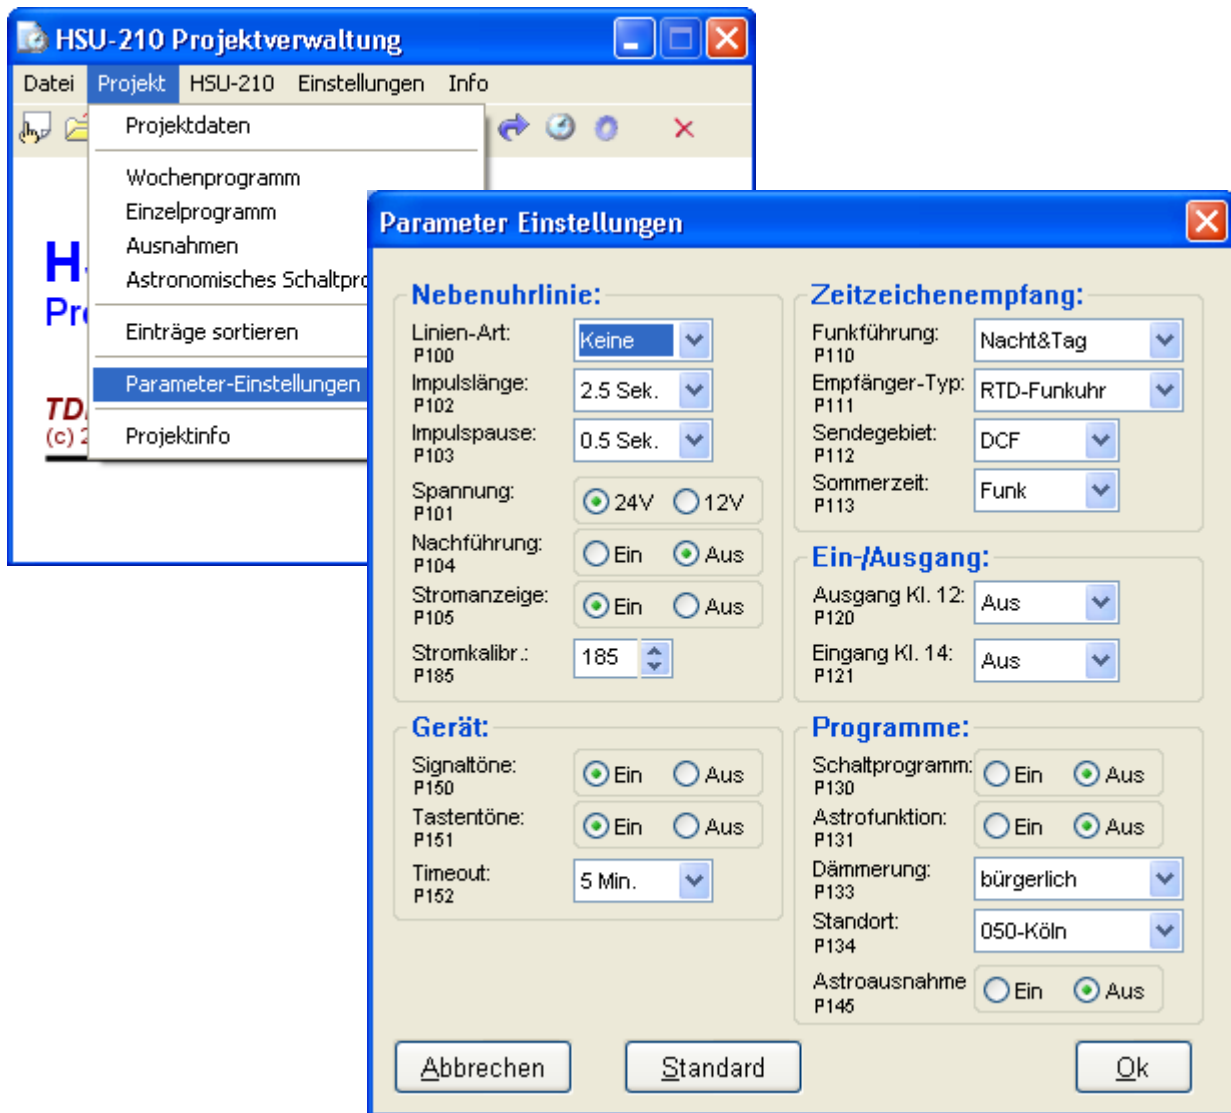 HSU-210 Projektverwaltung
Datei Projekt HSU-210 Einstellungen Info
Projektdaten
Wochenprogramm
Einzelprogramm
Ausnahmen
Astronomisches Schaltpro
Einträge sortieren
Parameter-Einstellungen
Projektinfo
H
Pr
TD
(c) 2
Parameter Einstellungen
Nebenuhrlinie:
Linien-Art: Keine
P100
Impulslänge: 2.5 Sek.
P102
Impulspause: 0.5 Sek.
P103
Spannung: 24V 12V
P101
Nachführung: Ein Aus
P104
Stromanzeige: Ein Aus
P105
Stromkalibr.: 185
P185
Gerät:
Signaltöne: Ein Aus
P150
Tastentöne: Ein Aus
P151
Timeout: 5 Min.
P152
Zeitzeichenempfang:
Funkführung: Nacht&Tag
P110
Empfänger-Typ: RTD-Funkuhr
P111
Sendegebiet: DCF
P112
Sommerzeit: Funk
P113
Ein-/Ausgang:
Ausgang Kl. 12: Aus
P120
Eingang Kl. 14: Aus
P121
Programme:
Schaltprogramm: Ein Aus
P130
Astrofunktion: Ein Aus
P131
Dämmerung: bürgerlich
P133
Standort: 050-Köln
P134
Astroausnahme Ein Aus
P145
Abbrechen Standard Ok